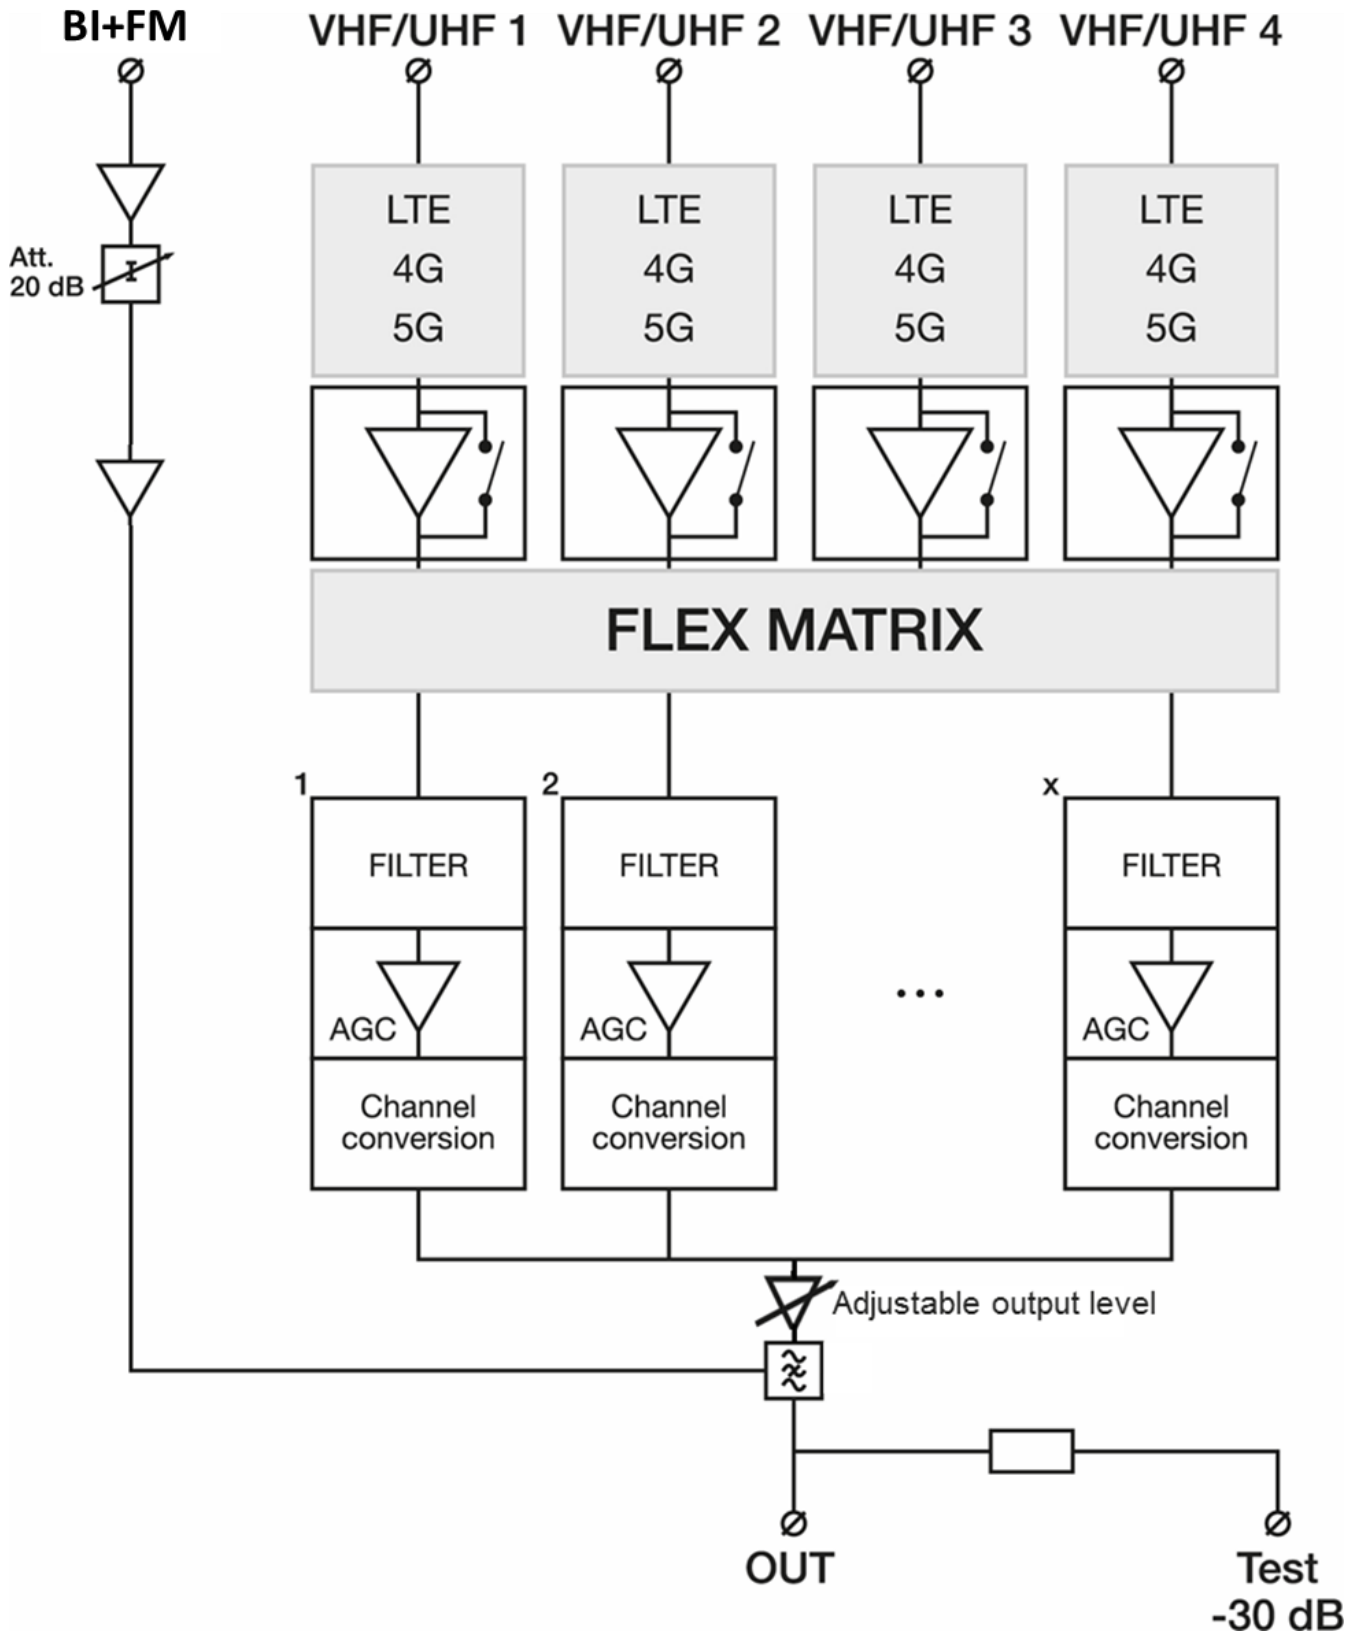 BI+FM
VHF/UHF 1
VHF/UHF 2
VHF/UHF 3
VHF/UHF 4
Att.
20 dB
LTE
4G
5G
LTE
4G
5G
LTE
4G
5G
LTE
4G
5G
FLEX MATRIX
1
FILTER
AGC
Channel
conversion
2
FILTER
AGC
Channel
conversion
...
x
FILTER
AGC
Channel
conversion
Adjustable output level
OUT
Test
-30 dB